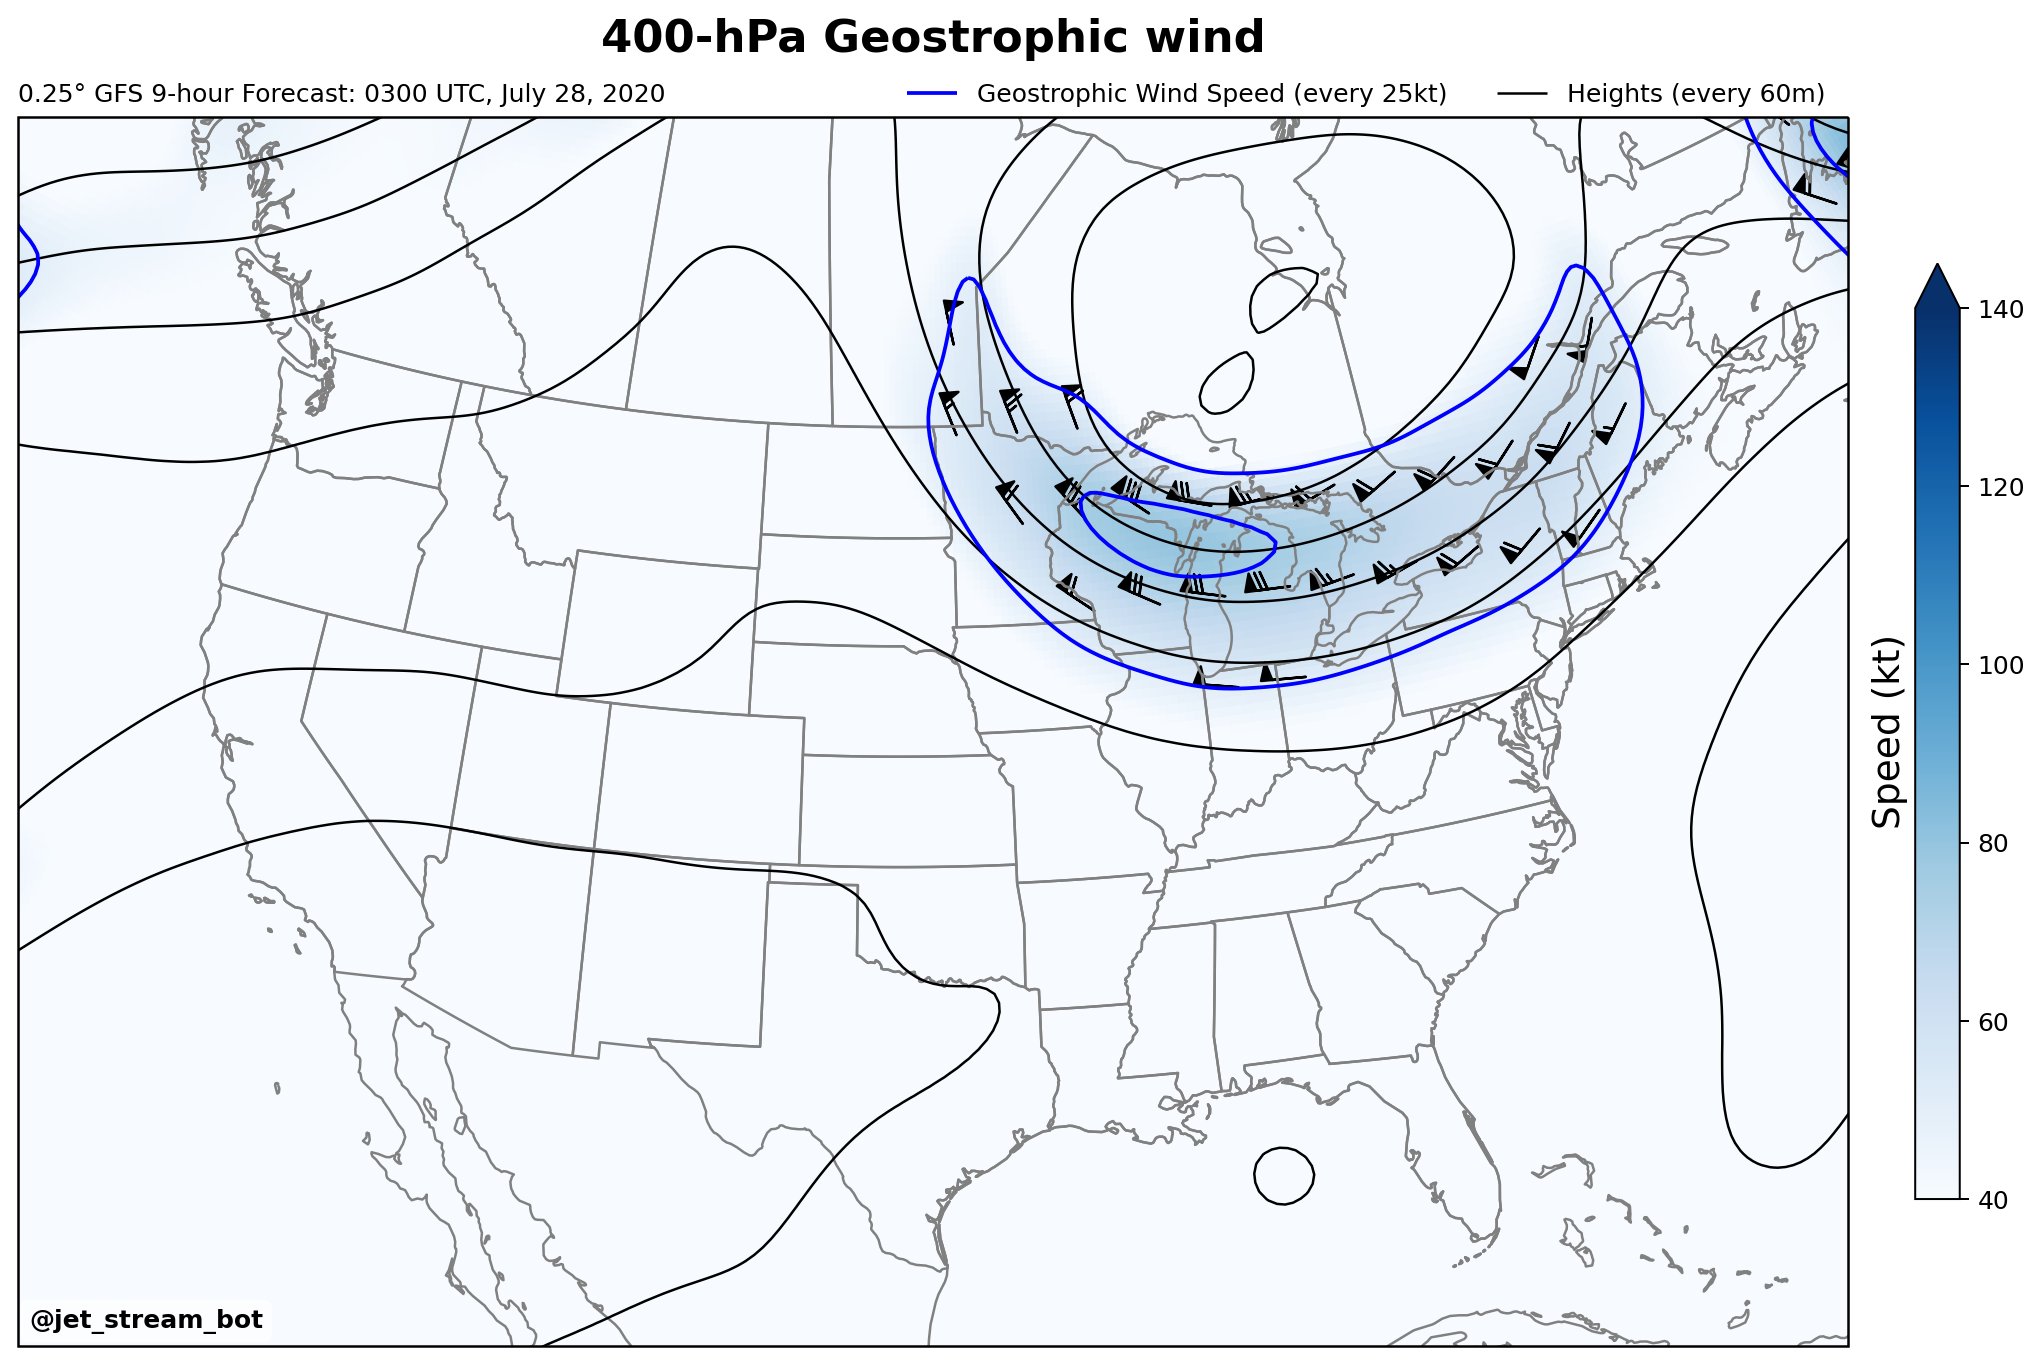 400-hPa Geostrophic wind
0.25° GFS 9-hour Forecast: 0300 UTC, July 28, 2020
Geostrophic Wind Speed (every 25kt)
Heights (every 60m)
140
120
100
80
60
40
Speed (kt)
@jet_stream_bot